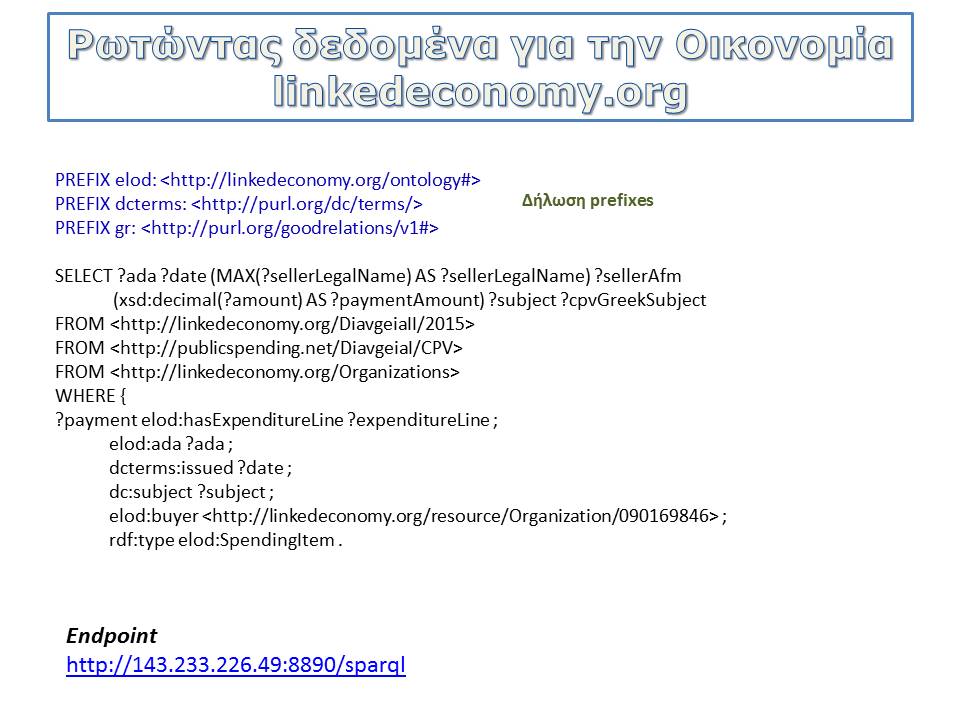 Ρωτώντας δεδομένα για την Οικονομία
linkedeconomy.org
PREFIX elod: <http://linkedeconomy.org/ontology#>
PREFIX dcterms: <http://purl.org/dc/terms/>
PREFIX gr: <http://purl.org/goodrelations/v1#>
Δήλωση prefixes
SELECT ?ada ?date (MAX(?sellerLegalName) AS ?sellerLegalName) ?sellerAfm
(xsd:decimal(?amount) AS ?paymentAmount) ?subject ?cpvGreekSubject
FROM <http://linkedeconomy.org/DiavgeiaII/2015>
FROM <http://publicspending.net/DiavgeiaI/CPV>
FROM <http://linkedeconomy.org/Organizations>
WHERE {
?payment elod:hasExpenditureLine ?expenditureLine ;
elod:ada ?ada ;
dcterms:issued ?date ;
dc:subject ?subject ;
elod:buyer <http://linkedeconomy.org/resource/Organization/090169846> ;
rdf:type elod:SpendingItem .
Endpoint
http://143.233.226.49:8890/sparql